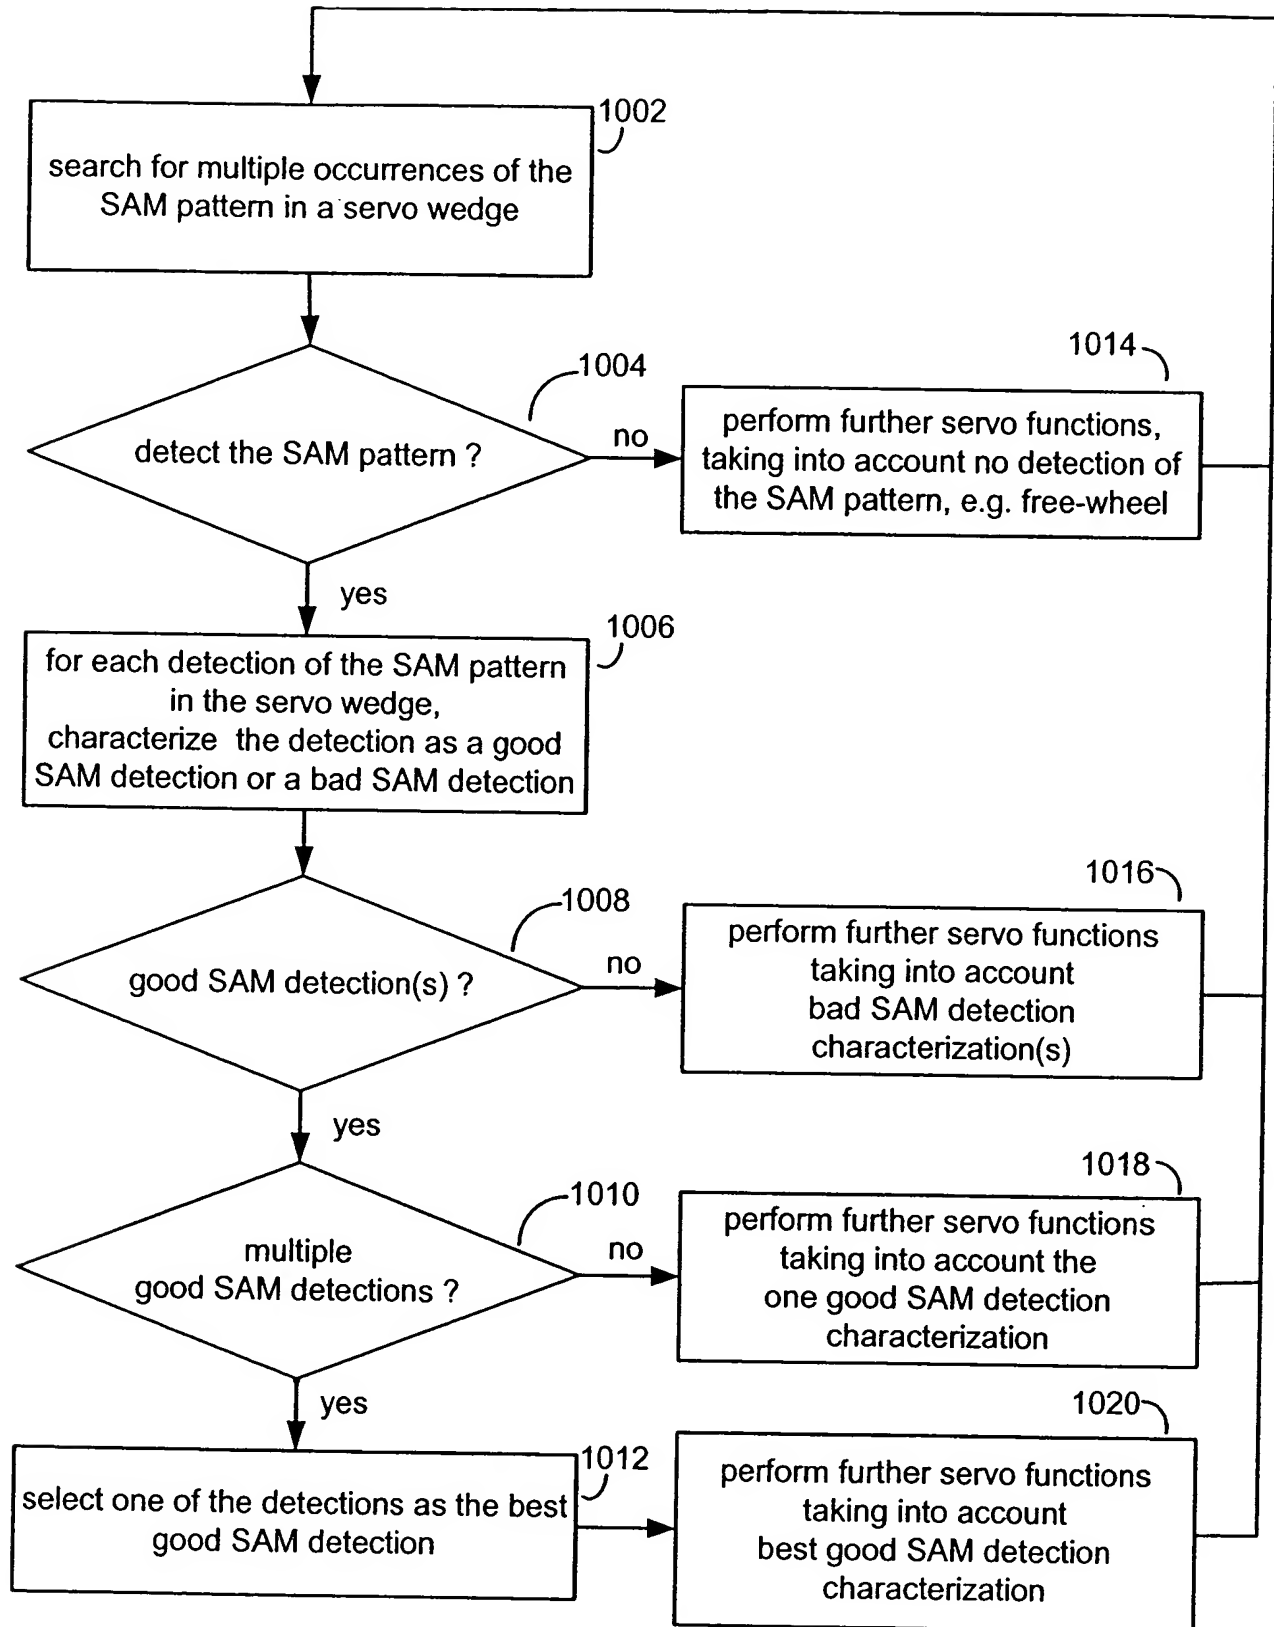 1002
search for multiple occurrences of the
SAM pattern in a servo wedge
1004
detect the SAM pattern ?
no
1014
perform further servo functions,
taking into account no detection of
the SAM pattern, e.g. free-wheel
yes
1006
for each detection of the SAM pattern
in the servo wedge,
characterize the detection as a good
SAM detection or a bad SAM detection
1008
good SAM detection(s) ?
no
1016
perform further servo functions
taking into account
bad SAM detection
characterization(s)
yes
1010
multiple
good SAM detections ?
no
1018
perform further servo functions
taking into account the
one good SAM detection
characterization
yes
1012
select one of the detections as the best
good SAM detection
1020
perform further servo functions
taking into account
best good SAM detection
characterization